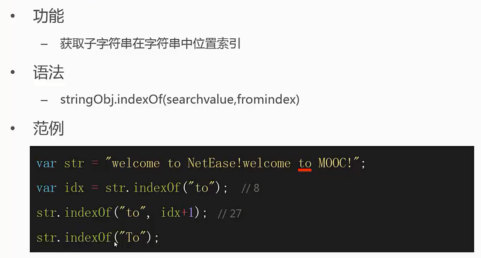 • 功能
– 获取子字符串在字符串中位置索引
• 语法
– stringObj.indexOf(searchvalue,fromindex)
• 范例
var str = "welcome to NetEase!welcome to MOOC!";
var idx = str.indexOf("to"); //8
str.indexOf("to", idx+1); //27
str.indexOf("To");